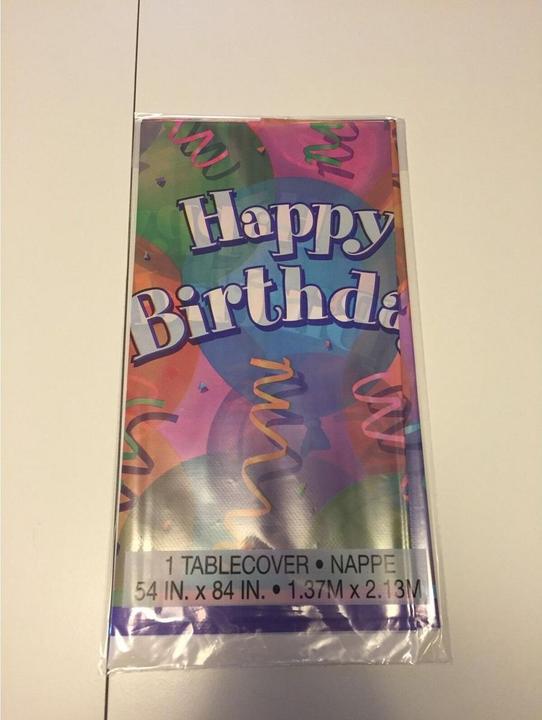 Happy
Birthda
1 TABLECOVER • NAPPE
54 IN. x 84 IN. • 1.37M x 2.13M